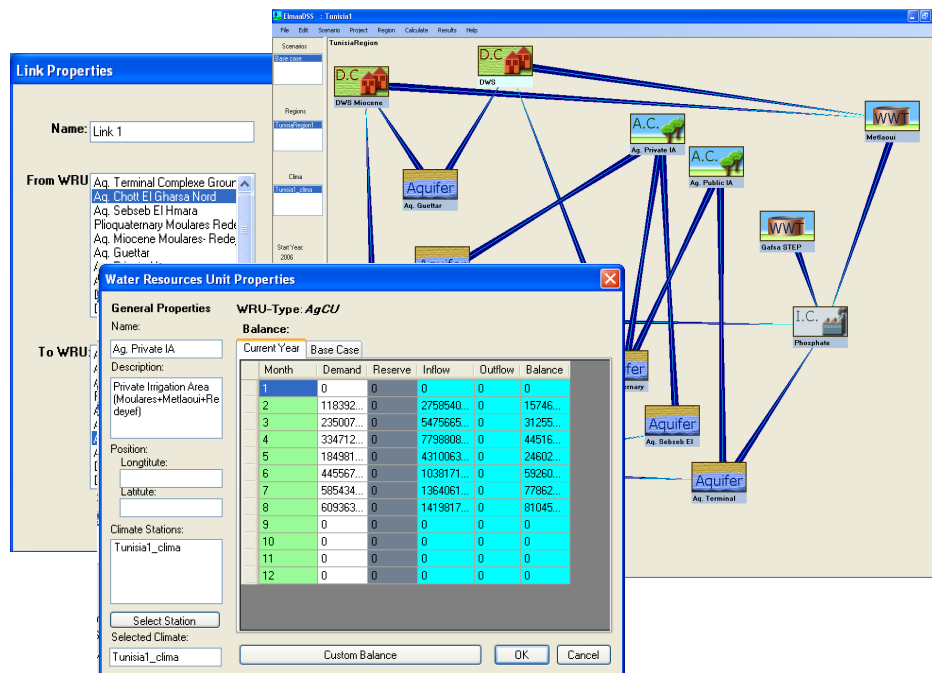 ElmaaDSS : Tunisia1
File Edit Scenario Project Region Calculate Results Help
Scenarios
Base case
Regions
TunisiaRegion1
Clima
Tunisia1_clima
Start Year
2006
TunisiaRegion
D.C
DWS Miocene
D.C
DWS
A.C.
Ag. Private IA
A.C.
Ag. Public IA
WWT
Metlaoui
Aquifer
Aq. Guettar
WWT
Gafsa STEP
I.C.
Phosphate
Aquifer
Aq. Sebseb El
Aquifer
Aq. Terminal
Link Properties
Name:
Link 1
From WRU
Aq. Terminal Complexe Grour
Aq. Chott El Gharsa Nord
Aq. Sebseb El Hmara
Plioquaternary Moulares Rede
Aq. Miocene Moulares- Rede
Aq. Guettar
To WRU
Water Resources Unit Properties
General Properties
Name:
Ag. Private IA
Description:
Private Irrigation Area
(Moulares+Metlaoui+Re
deyef)
Position:
Longtitute:
Latitute:
Climate Stations:
Tunisia1_clima
Select Station
Selected Climate:
Tunisia1_clima
WRU-Type: AgCU
Balance:
Current Year Base Case
Month Demand Reserve Inflow Outflow Balance
1 0 0 0 0 0
2 118392... 0 2758540... 0 15746...
3 235007... 0 5475665... 0 31255...
4 334712... 0 7798808... 0 44516...
5 184981... 0 4310063... 0 24602...
6 445567... 0 1038171... 0 59260...
7 585434... 0 1364061... 0 77862...
8 609363... 0 1419817... 0 81045...
9 0 0 0 0 0
10 0 0 0 0 0
11 0 0 0 0 0
12 0 0 0 0 0
Custom Balance
OK
Cancel